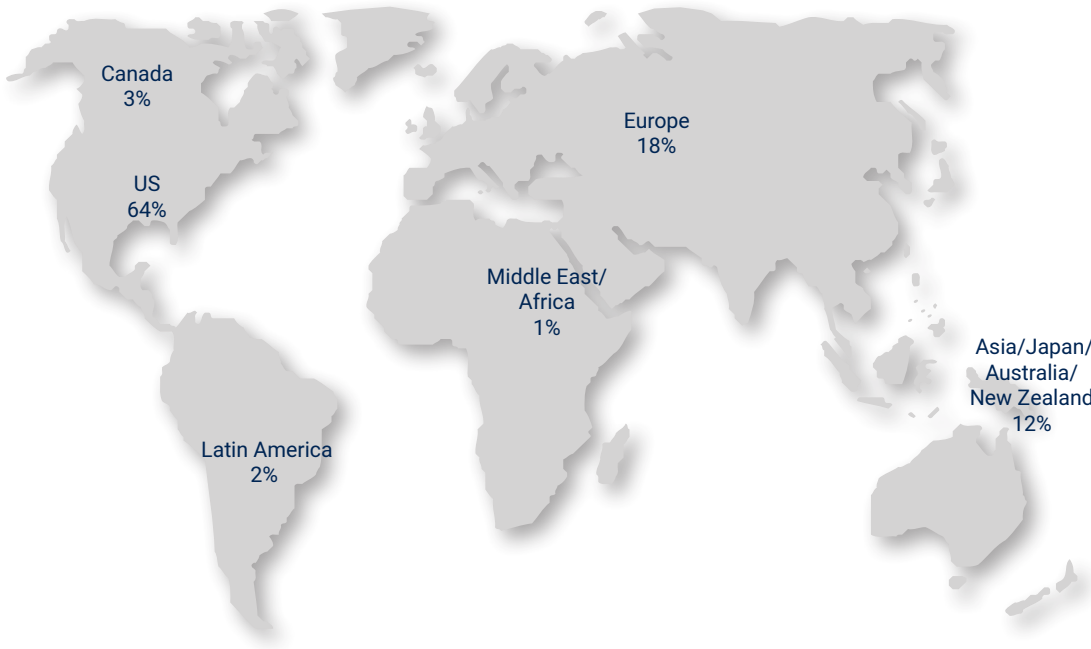 Canada
3%
US
64%
Europe
18%
Middle East/
Africa
1%
Asia/Japan/
Australia/
New Zealand
12%
Latin America
2%